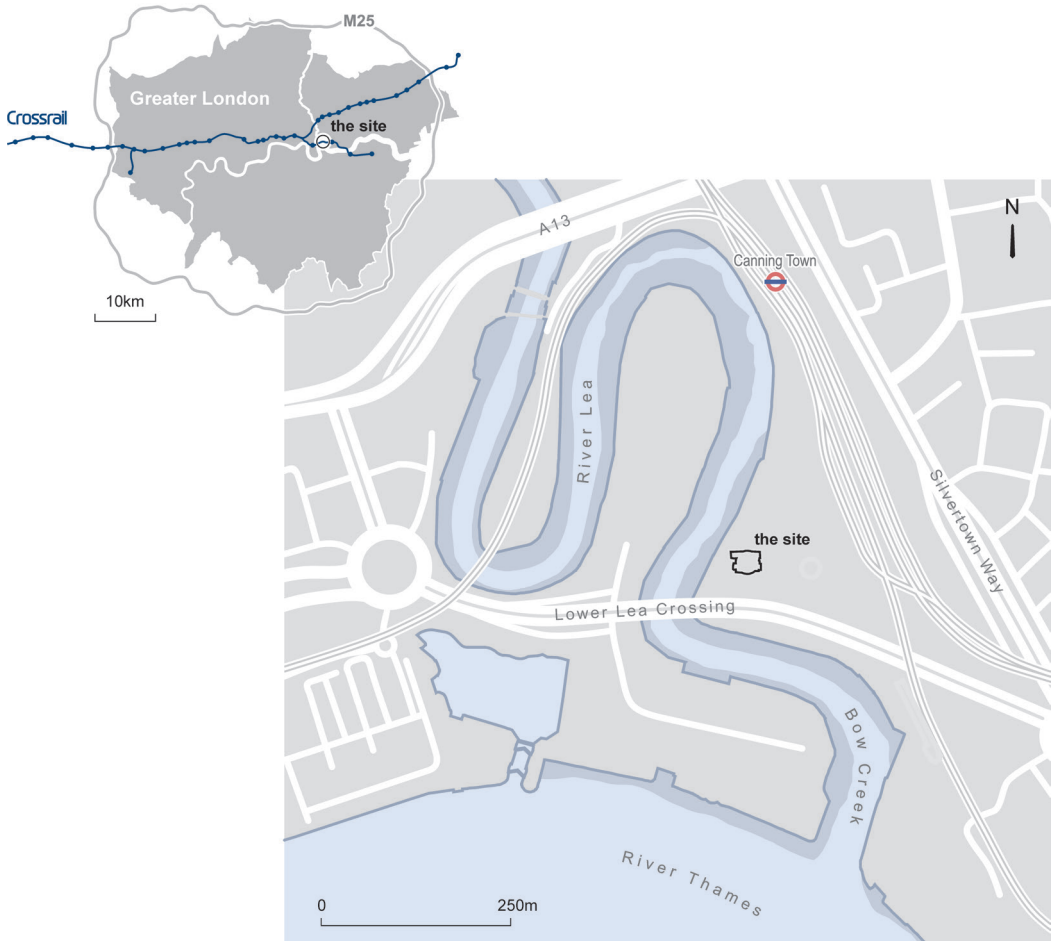 M25
Greater London
Crossrail
the site
10km
A13
N
Canning Town
River Lea
Silvertown Way
the site
Lower Lea Crossing
Bow Creek
River Thames
0
250m